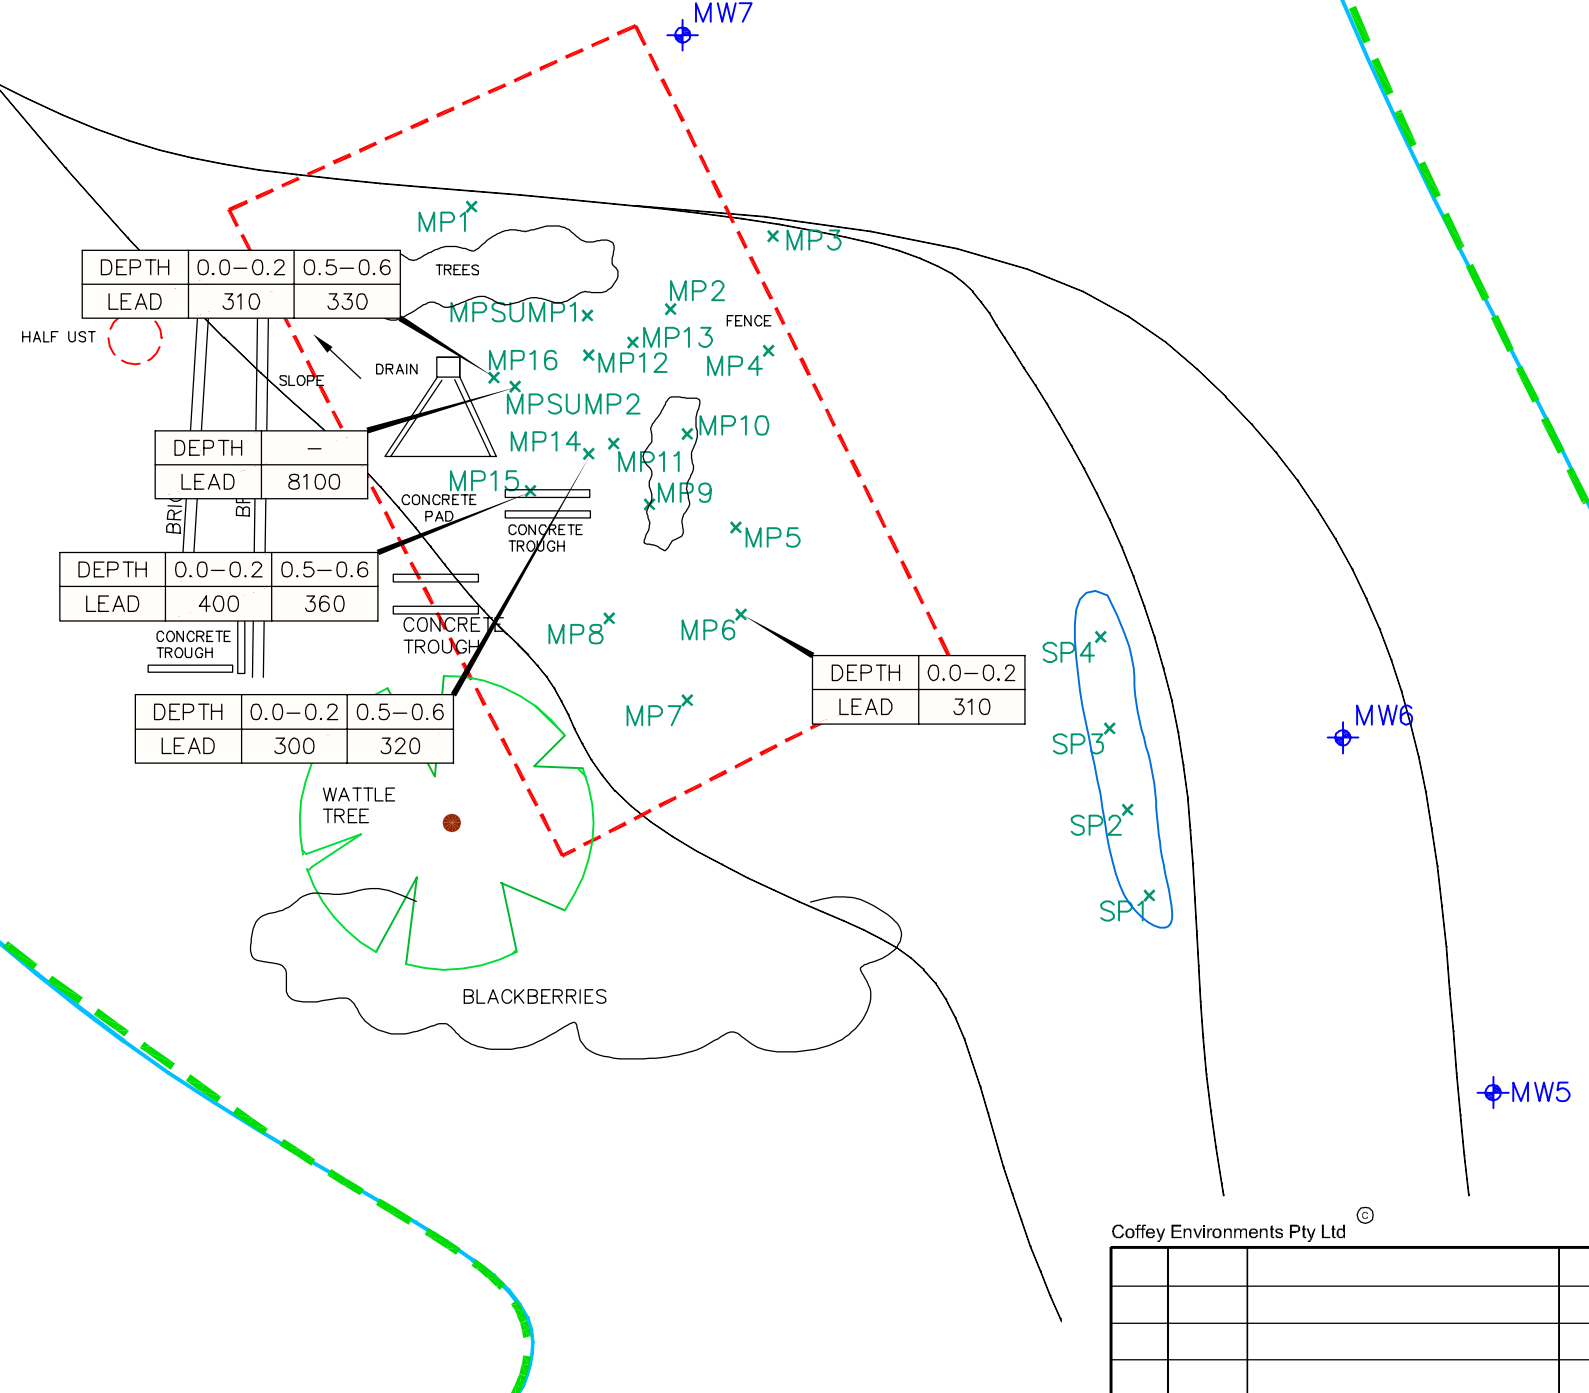 MW7
MP1
MP3
DEPTH 0.0-0.2 0.5-0.6
LEAD 310 330
TREES
MP2
MPSUMP1
FENCE
HALF UST
MP13
MP16
MP12
MP4
DRAIN
SLOPE
MPSUMP2
MP10
DEPTH -
LEAD 8100
MP14
MP11
MP15
MP9
CONCRETE
PAD
CONCRETE
TROUGH
MP5
DEPTH 0.0-0.2 0.5-0.6
LEAD 400 360
CONCRETE
TROUGH
CONCRETE
TROUGH
MP8
MP6
SP4
DEPTH 0.0-0.2
LEAD 310
MP7
DEPTH 0.0-0.2 0.5-0.6
LEAD 300 320
MW6
SP3
WATTLE
TREE
SP2
SP1
BLACKBERRIES
MW5
Coffey Environments Pty Ltd ©